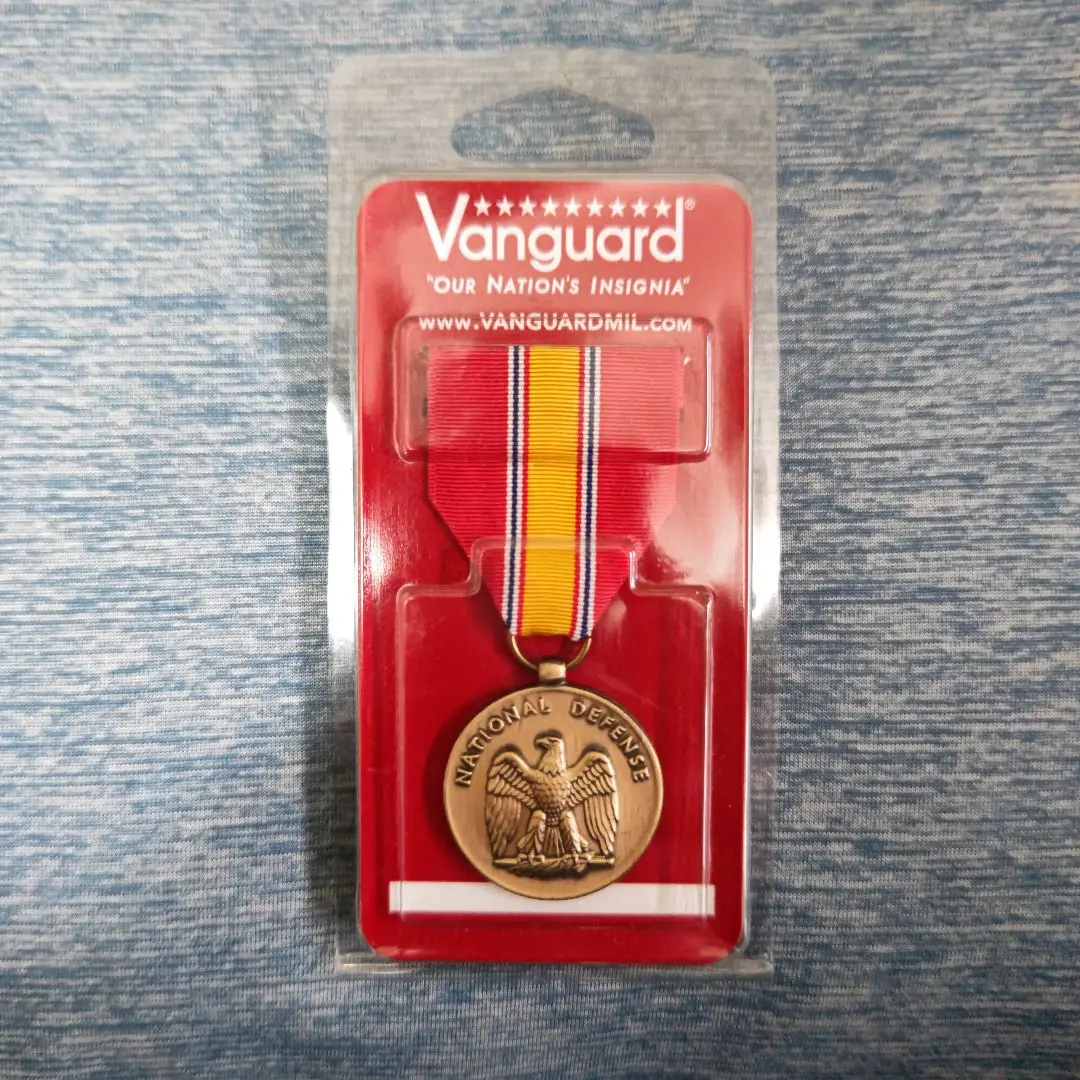 Vanguard®
"OUR NATION'S INSIGNIA"
WWW.VANGUARDMIL.COM
NATIONAL DEFENSE